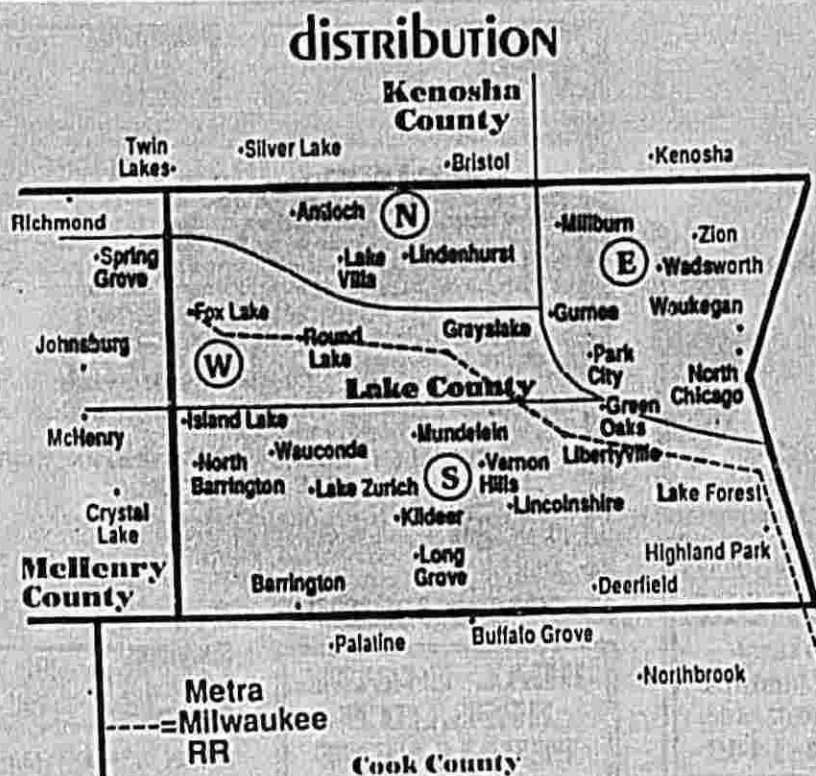 distribution
Kenosha
County
Twin
Lakes
Silver Lake
Bristol
Kenosha
Richmond
Antioch
N
Millburn
Zion
Spring
Grove
Lake
Villa
Lindenhurst
E
Wadsworth
Fox Lake
Gurnee
Waukegan
Johnsburg
Round
Lake
Grayslake
W
Park
City
North
Chicago
Lake County
Green
Oaks
McHenry
Island Lake
Mundelein
Wauconda
North
Barrington
Lake Zurich
S
Vernon
Hills
Libertyville
Crystal
Lake
Kildeer
Lincolnshire
Lake Forest
McHenry
County
Long
Grove
Highland Park
Barrington
Deerfield
Palatine
Buffalo Grove
Northbrook
Metra
----=Milwaukee
RR
Cook County